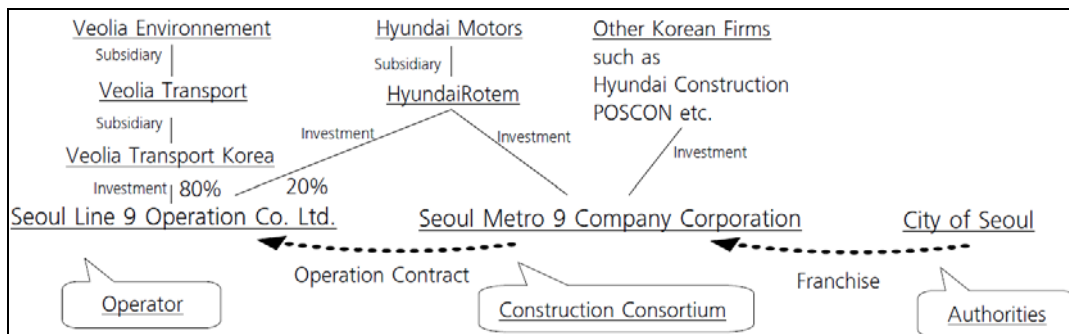 Veolia Environnement
Hyundai Motors
Other Korean Firms
Subsidiary
Subsidiary
such as
Veolia Transport
HyundaiRotem
Hyundai Construction
POSCON etc.
Subsidiary
Investment
Investment
Investment
Veolia Transport Korea
Investment 80% 20%
Seoul Line 9 Operation Co. Ltd.
Seoul Metro 9 Company Corporation
City of Seoul
Operation Contract
Franchise
Operator
Construction Consortium
Authorities